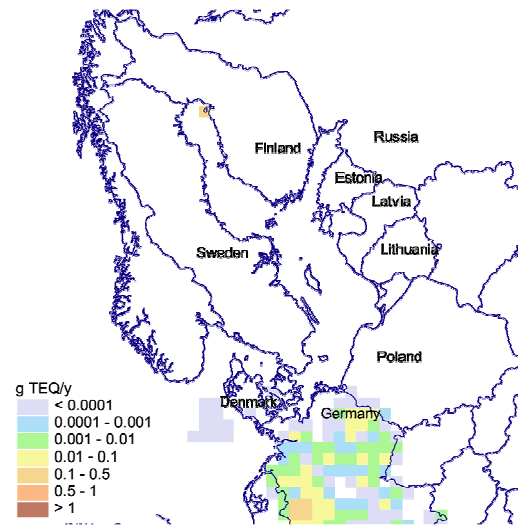 Russia
Finland
Estonia
Latvia
Lithuania
Sweden
Poland
Denmark
Germany
g TEQ/y
< 0.0001
0.0001 - 0.001
0.001 - 0.01
0.01 - 0.1
0.1 - 0.5
0.5 - 1
> 1